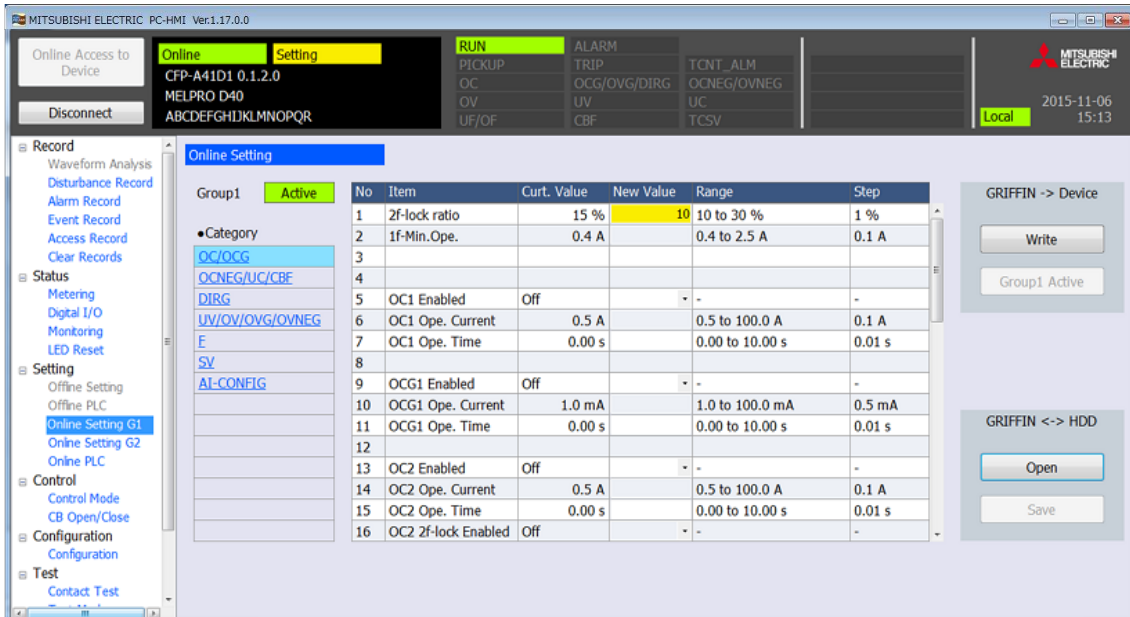 MITSUBISHI ELECTRIC PC-HMI Ver.1.17.0.0
Online Access to Device
Disconnect
Online Setting
CFP-A41D1 0.1.2.0
MELPRO D40
ABCDEFGHIJKLMNOPQR
RUN ALARM
PICKUP TRIP TCNT_ALM
OC OCG/OVG/DIRG OCNEG/OVNEG
OV UV UC
UF/OF CBF TCSV
MITSUBISHI
ELECTRIC
2015-11-06
Local 15:13
Record
Waveform Analysis
Disturbance Record
Alarm Record
Event Record
Access Record
Clear Records
Status
Metering
Digital I/O
Monitoring
LED Reset
Setting
Offline Setting
Offline PLC
Online Setting G1
Online Setting G2
Online PLC
Control
Control Mode
CB Open/Close
Configuration
Configuration
Test
Contact Test
Online Setting
Group1 Active
●Category
OC/OCG
OCNEG/UC/CBF
DIRG
UV/OV/OVG/OVNEG
F
SV
AI-CONFIG
No Item Curt. Value New Value Range Step
1 2f-lock ratio 15 % 10 10 to 30 % 1 %
2 1f-Min.Ope. 0.4 A 0.4 to 2.5 A 0.1 A
3
4
5 OC1 Enabled Off - -
6 OC1 Ope. Current 0.5 A 0.5 to 100.0 A 0.1 A
7 OC1 Ope. Time 0.00 s 0.00 to 10.00 s 0.01 s
8
9 OCG1 Enabled Off - -
10 OCG1 Ope. Current 1.0 mA 1.0 to 100.0 mA 0.5 mA
11 OCG1 Ope. Time 0.00 s 0.00 to 10.00 s 0.01 s
12
13 OC2 Enabled Off - -
14 OC2 Ope. Current 0.5 A 0.5 to 100.0 A 0.1 A
15 OC2 Ope. Time 0.00 s 0.00 to 10.00 s 0.01 s
16 OC2 2f-lock Enabled Off - -
GRIFFIN -> Device
Write
Group1 Active
GRIFFIN <-> HDD
Open
Save